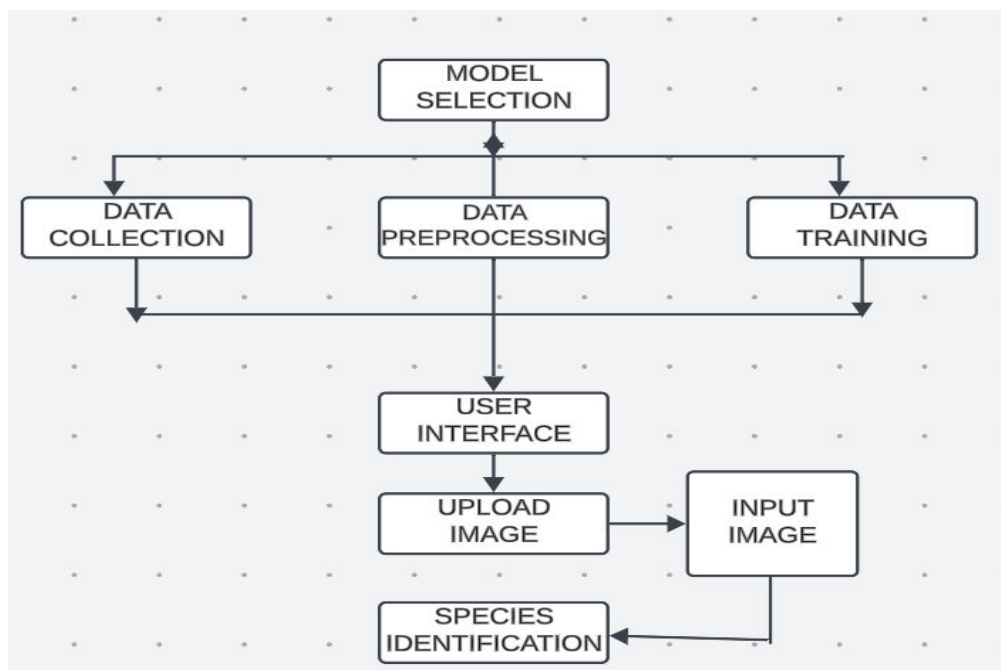 MODEL
SELECTION
DATA
COLLECTION
DATA
PREPROCESSING
DATA
TRAINING
USER
INTERFACE
UPLOAD
IMAGE
INPUT
IMAGE
SPECIES
IDENTIFICATION